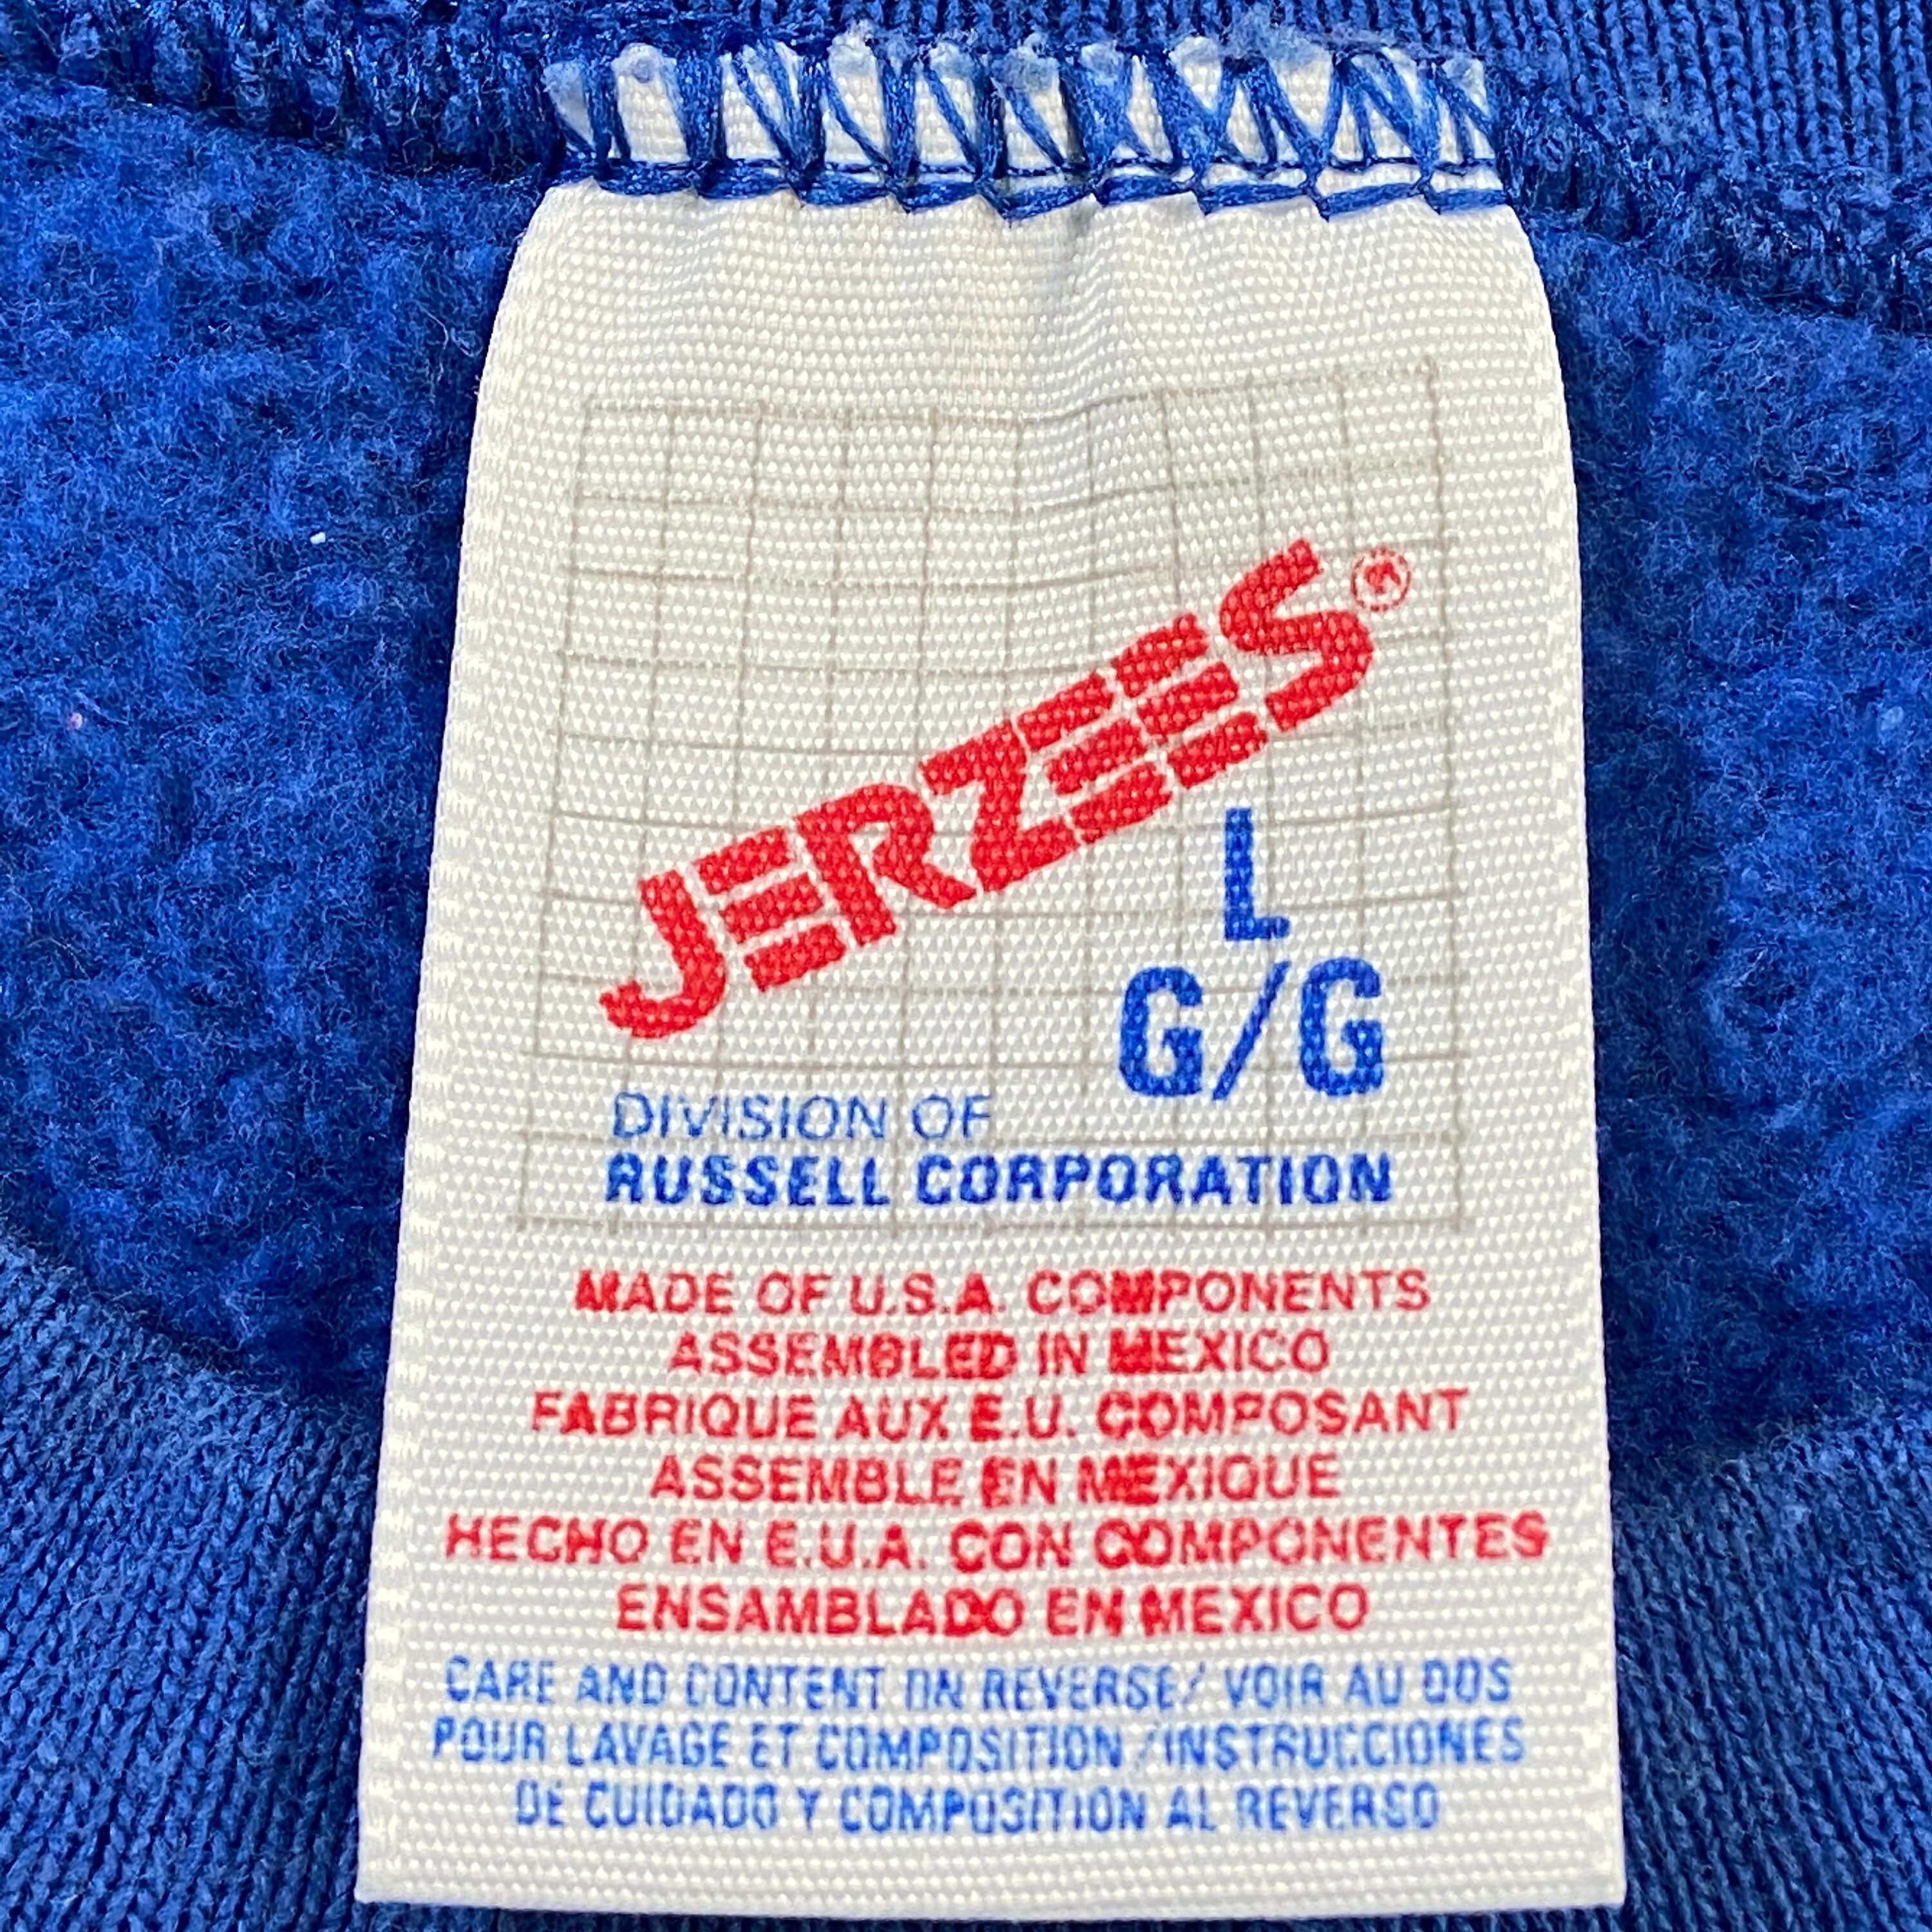 JERZEES®
L
G/G
DIVISION OF
RUSSELL CORPORATION
MADE OF U.S.A. COMPONENTS
ASSEMBLED IN MEXICO
FABRIQUE AUX E.U. COMPOSANT
ASSEMBLE EN MEXIQUE
HECHO EN E.U.A. CON COMPONENTES
ENSAMBLADO EN MEXICO
CARE AND CONTENT ON REVERSE/ VOIR AU DOS
POUR LAVAGE ET COMPOSITION/INSTRUCCIONES
DE CUIDADO Y COMPOSITION AL REVERSO